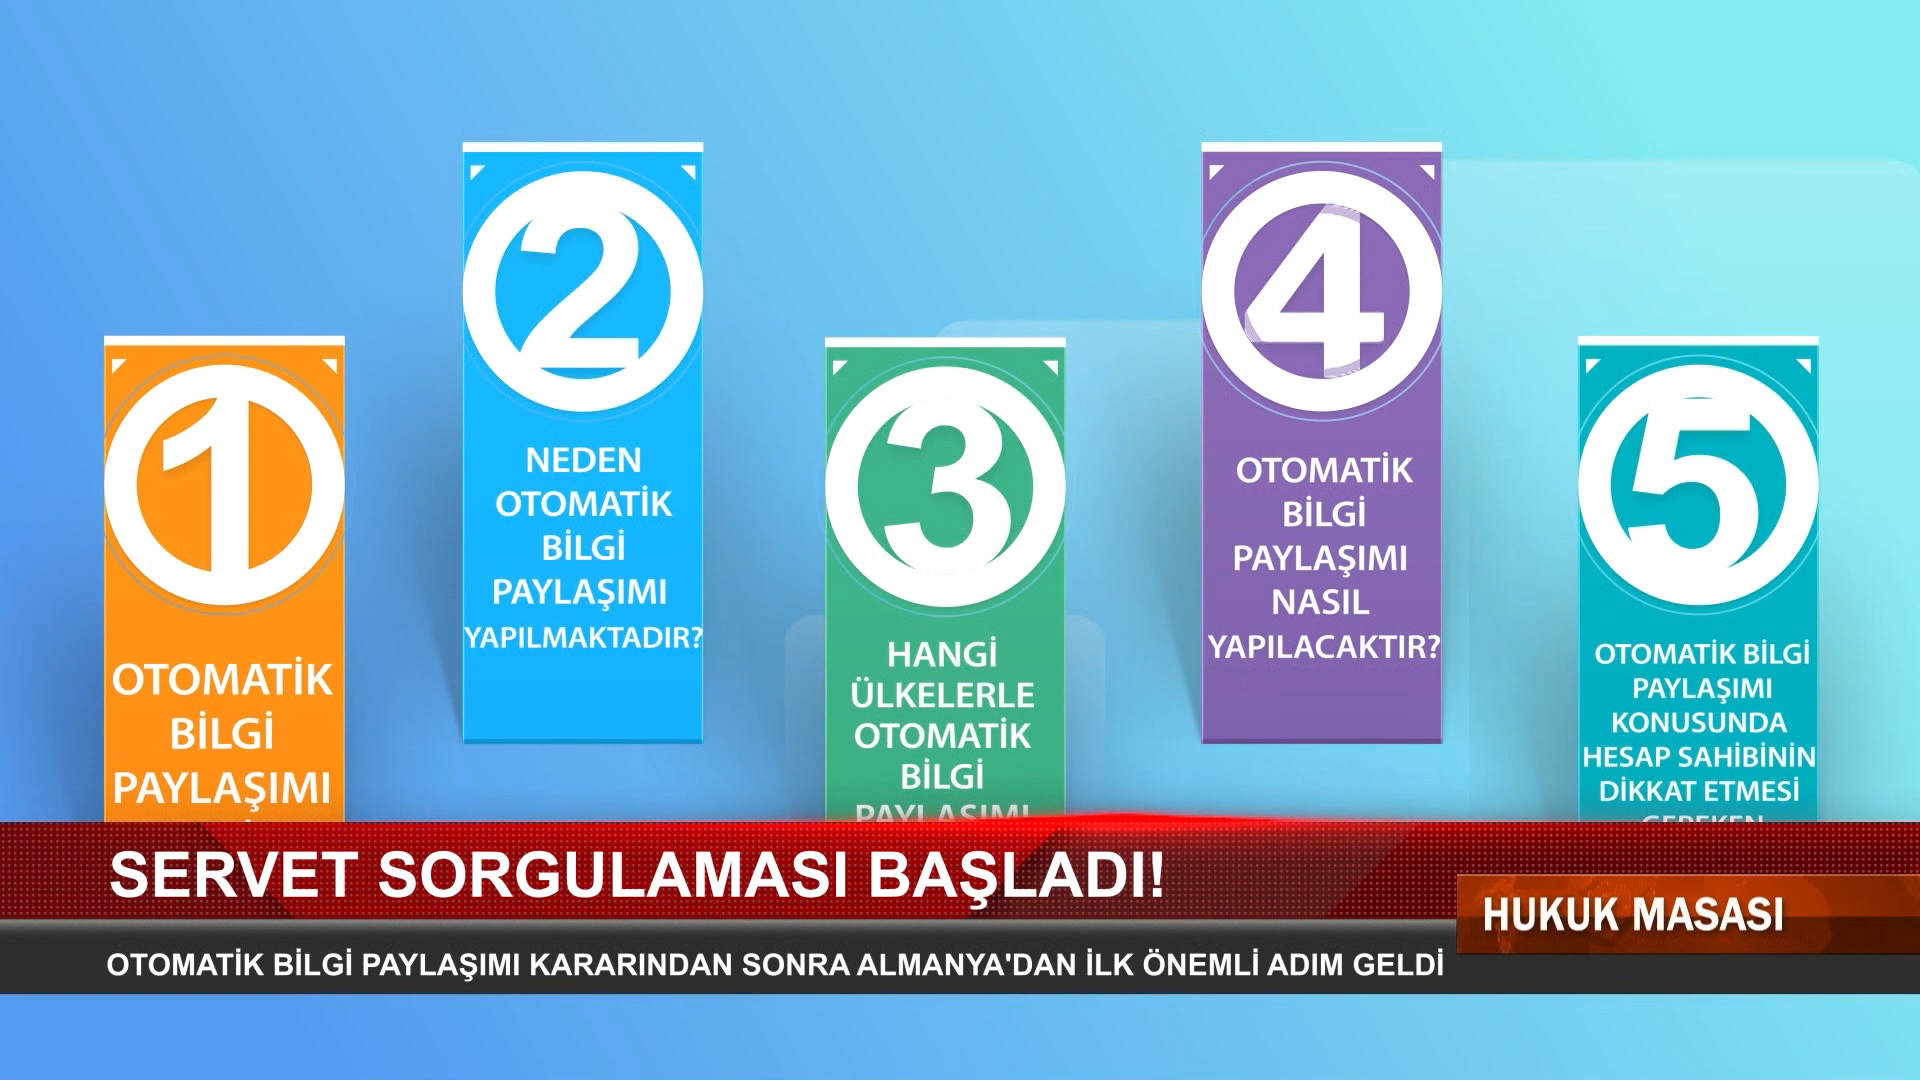 1
OTOMATİK
BİLGİ
PAYLAŞIMI
2
NEDEN
OTOMATİK
BİLGİ
PAYLAŞIMI
YAPILMAKTADIR?
3
HANGİ
ÜLKELERLE
OTOMATİK
BİLGİ
PAYLAŞIMI
4
OTOMATİK
BİLGİ
PAYLAŞIMI
NASIL
YAPILACAKTIR?
5
OTOMATİK BİLGİ
PAYLAŞIMI
KONUSUNDA
HESAP SAHİBİNİN
DİKKAT ETMESİ
GEREKEN
SERVET SORGULAMASI BAŞLADI!
HUKUK MASASI
OTOMATİK BİLGİ PAYLAŞIMI KARARINDAN SONRA ALMANYA'DAN İLK ÖNEMLİ ADIM GELDİ